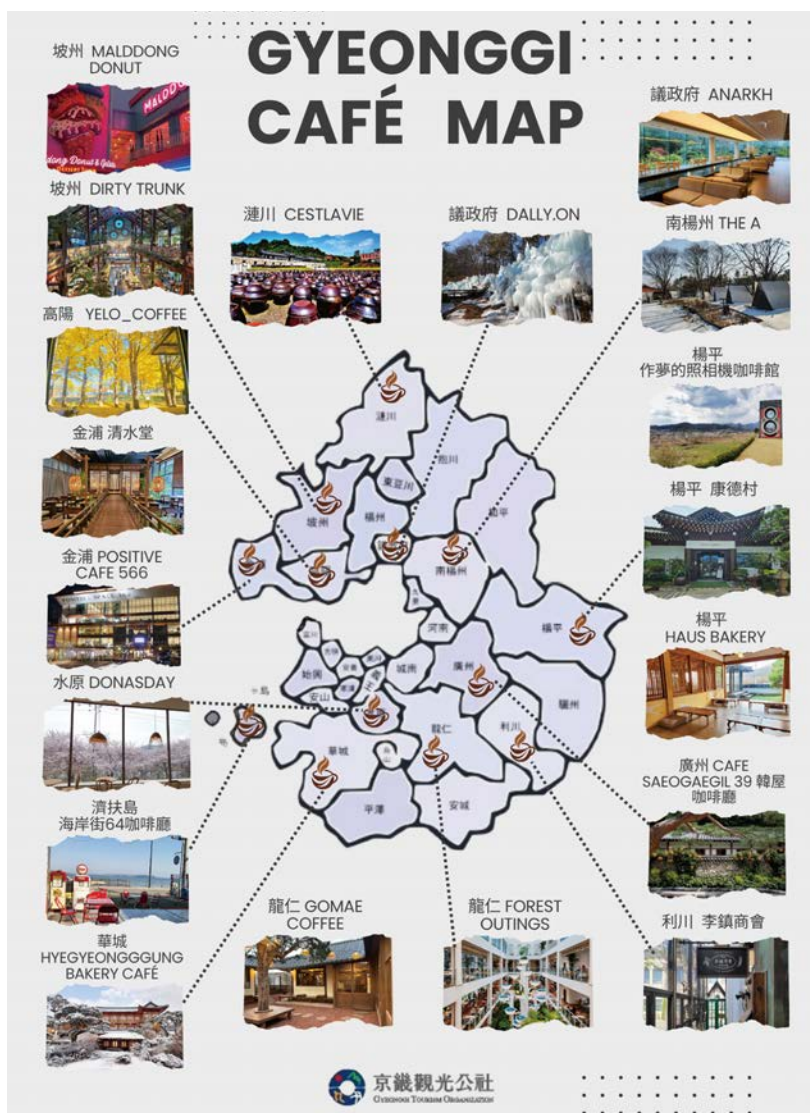 GYEONGGI
CAFÉ MAP
坡州 MALDDONG
DONUT
坡州 DIRTY TRUNK
高陽 YELO_COFFEE
金浦 清水堂
金浦 POSITIVE
CAFE 566
水原 DONASDAY
濟扶島
海岸街64咖啡廳
華城
HYEGYEONGGGUNG
BAKERY CAFÉ
漣川 CESTLAVIE
議政府 DALLY.ON
議政府 ANARKH
南楊州 THE A
楊平
作夢的照相機咖啡館
楊平 康德村
楊平
HAUS BAKERY
廣州 CAFE
SAEOGAEGIL 39 韓屋
咖啡廳
利川 李鎮商會
龍仁 GOMAE
COFFEE
龍仁 FOREST
OUTINGS
漣川
抱川
東豆川
坡州
楊州
加平
南楊州
河南
楊平
城南
廣州
始興
安山
驪州
華城
龍仁
利川
平澤
安城
京畿觀光公社
GYEONGGI TOURISM ORGANIZATION